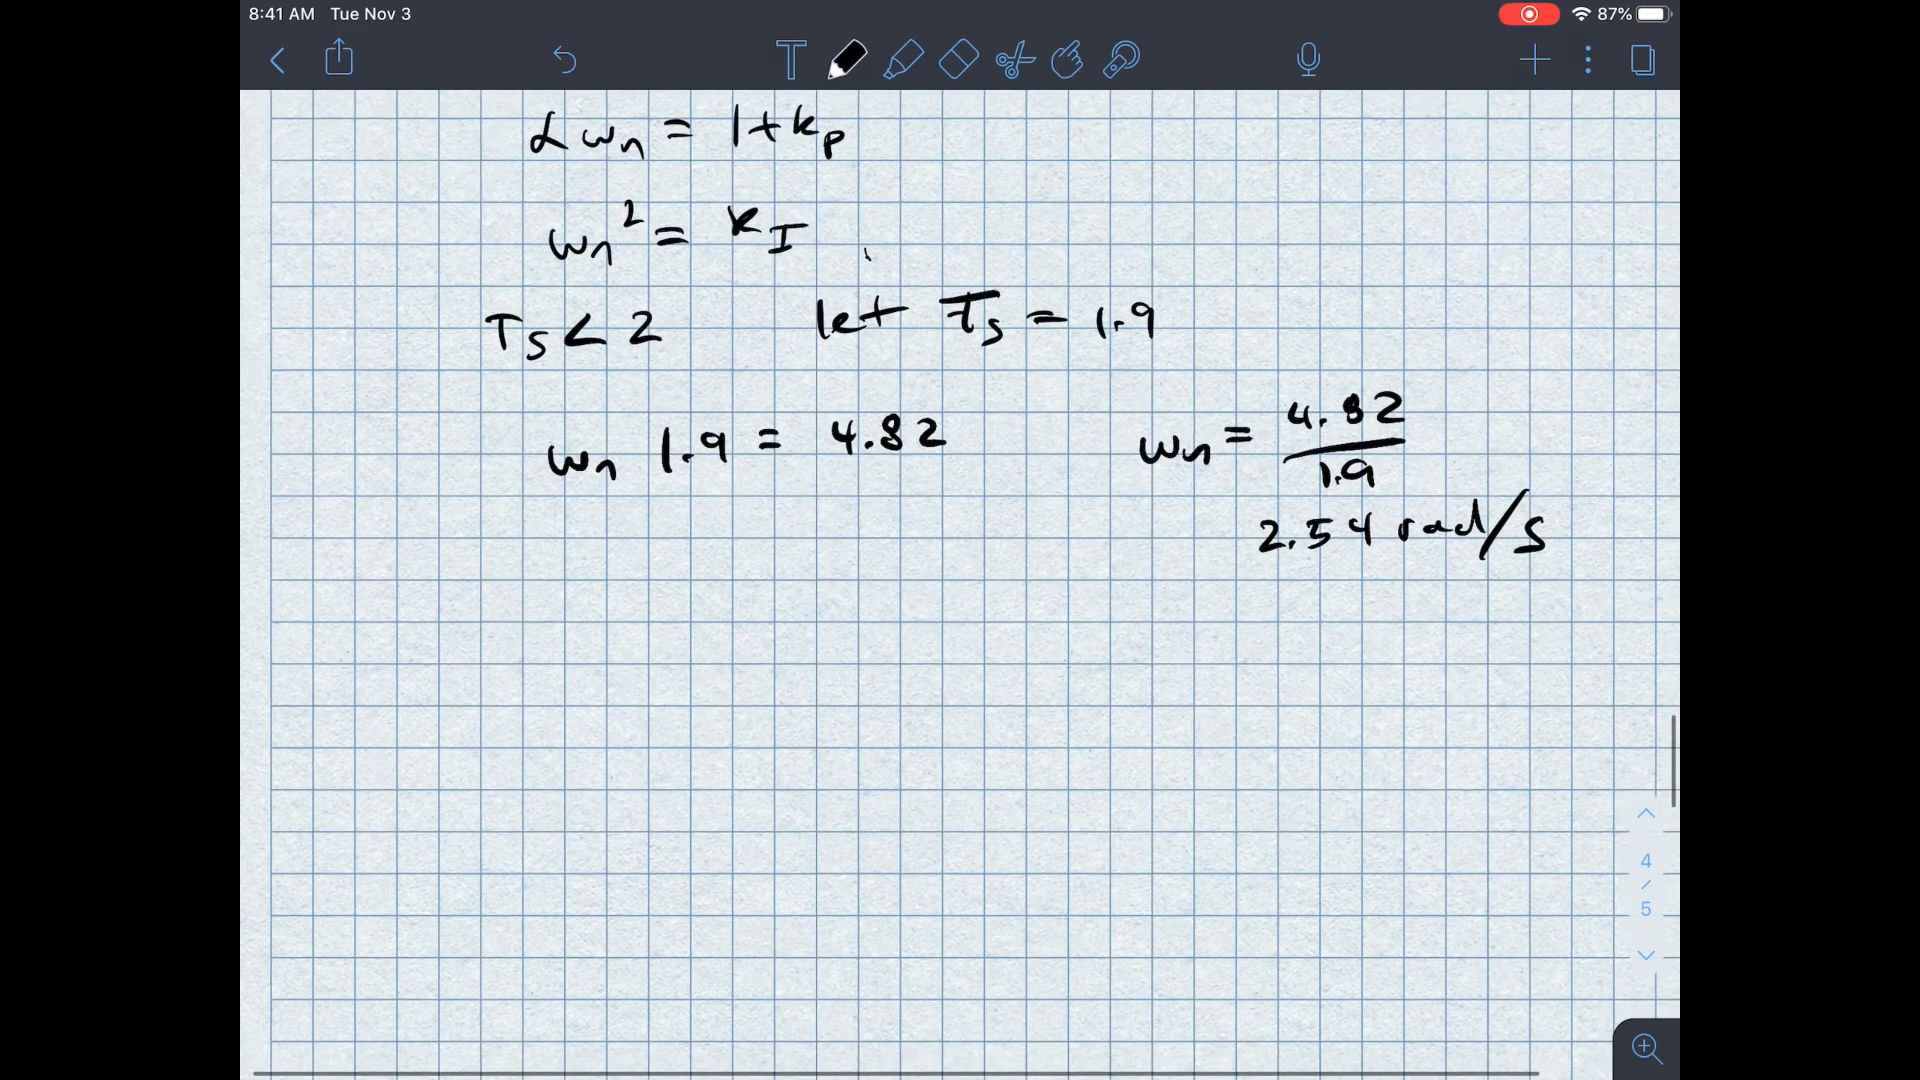 8:41 AM Tue Nov 3
87%
αωn = 1+kp
ωn² = kI
Ts < 2 let Ts = 1.9
ωn 1.9 = 4.82 ωn = 4.82/1.9
2.54 rad/s
4
/
5